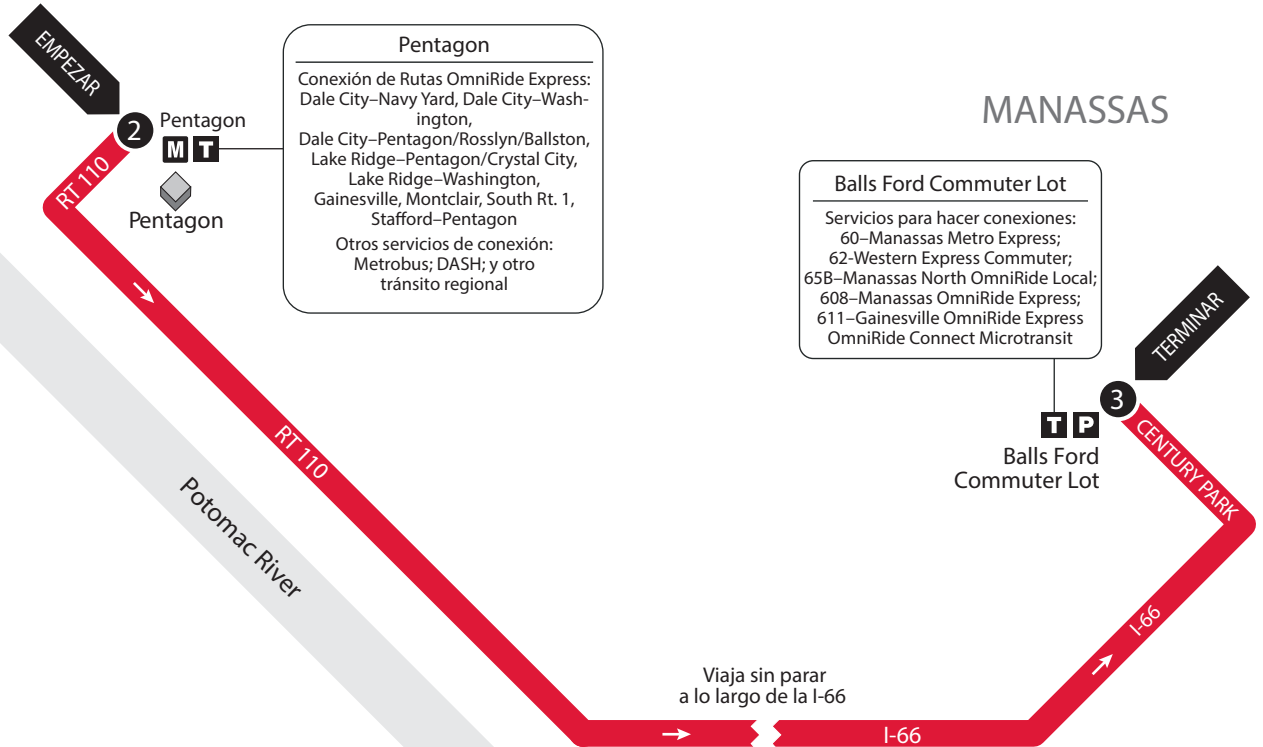 EMPEZAR
2
Pentagon
M T
Pentagon
RT 110
Pentagon
Conexión de Rutas OmniRide Express:
Dale City–Navy Yard, Dale City–Wash-
ington,
Dale City–Pentagon/Rosslyn/Ballston,
Lake Ridge–Pentagon/Crystal City,
Lake Ridge–Washington,
Gainesville, Montclair, South Rt. 1,
Stafford–Pentagon
Otros servicios de conexión:
Metrobus; DASH; y otro
tránsito regional
MANASSAS
Balls Ford Commuter Lot
Servicios para hacer conexiones:
60–Manassas Metro Express;
62-Western Express Commuter;
65B–Manassas North OmniRide Local;
608–Manassas OmniRide Express;
611–Gainesville OmniRide Express
OmniRide Connect Microtransit
TERMINAR
3
T P
Balls Ford
Commuter Lot
CENTURY PARK
RT 110
Potomac River
I-66
Viaja sin parar
a lo largo de la I-66
I-66